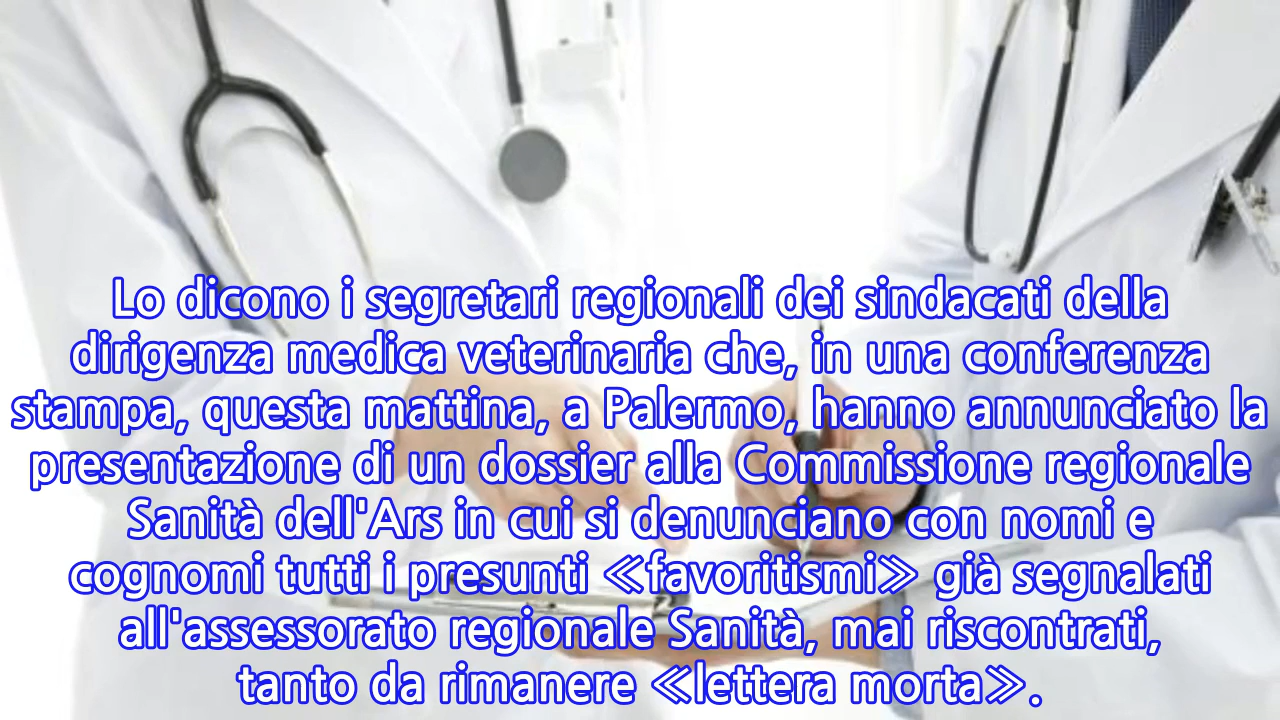 Lo dicono i segretari regionali dei sindacati della
dirigenza medica veterinaria che, in una conferenza
stampa, questa mattina, a Palermo, hanno annunciato la
presentazione di un dossier alla Commissione regionale
Sanità dell'Ars in cui si denunciano con nomi e
cognomi tutti i presunti ≪favoritismi≫ già segnalati
all'assessorato regionale Sanità, mai riscontrati,
tanto da rimanere ≪lettera morta≫.